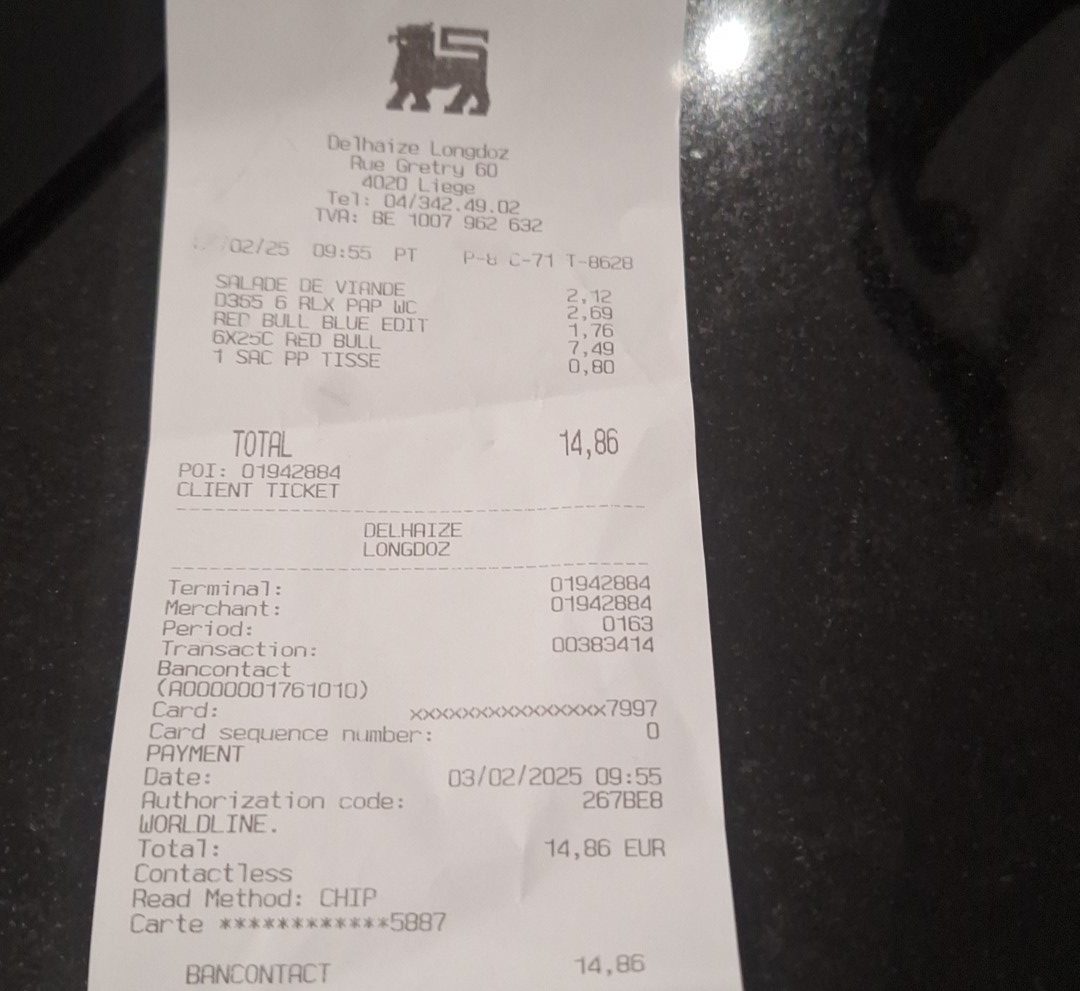 Delhaize Longdoz
Rue Gretry 60
4020 Liege
Tel: 04/342.49.02
TVA: BE 1007 962 632
02/25 09:55 PT P-8 C-71 T-8628
SALADE DE VIANDE 2,12
D365 6 RLX PAP WC 2,69
RED BULL BLUE EDIT 1,76
6X25C RED BULL 7,49
1 SAC PP TISSE 0,80
TOTAL 14,86
POI: 01942884
CLIENT TICKET
DELHAIZE
LONGDOZ
Terminal: 01942884
Merchant: 01942884
Period: 0163
Transaction: 00383414
Bancontact
(A0000001761010)
Card: xxxxxxxxxxxxxxx7997
Card sequence number: 0
PAYMENT
Date: 03/02/2025 09:55
Authorization code: 267BE8
WORLDLINE.
Total: 14,86 EUR
Contactless
Read Method: CHIP
Carte ************5887
BANCONTACT 14,86